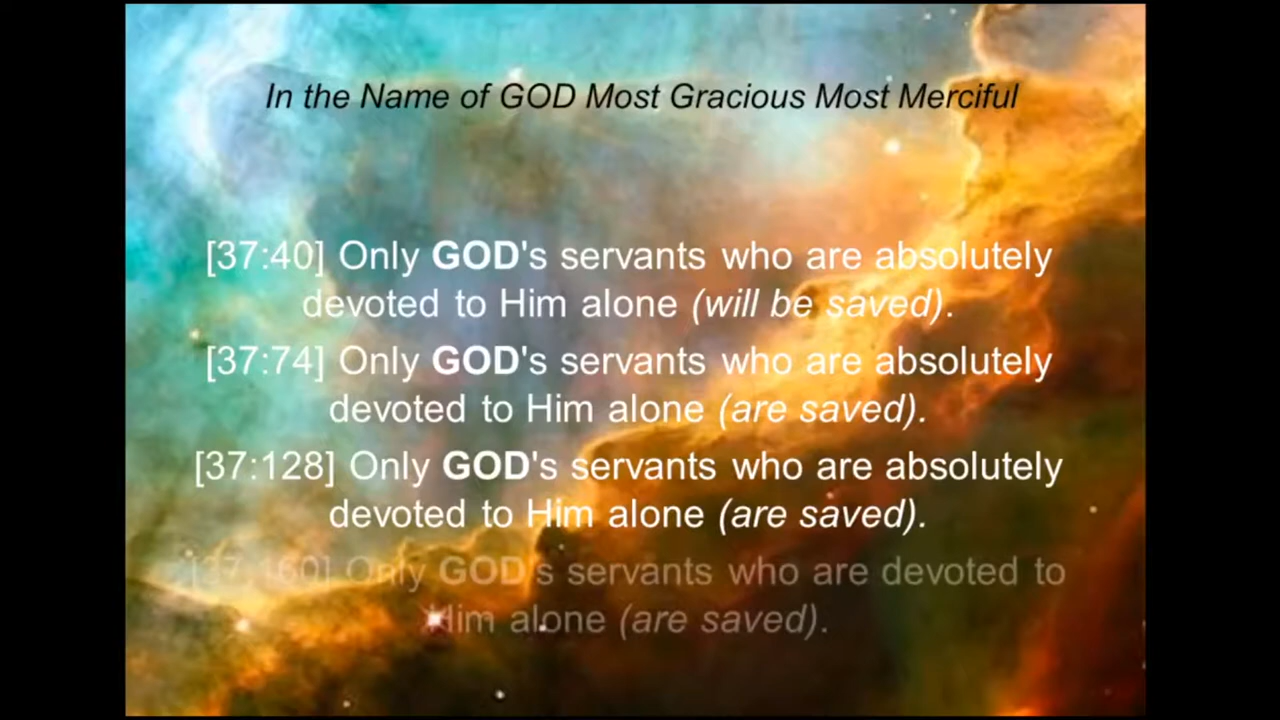 In the Name of GOD Most Gracious Most Merciful
[37:40] Only GOD's servants who are absolutely
devoted to Him alone (will be saved).
[37:74] Only GOD's servants who are absolutely
devoted to Him alone (are saved).
[37:128] Only GOD's servants who are absolutely
devoted to Him alone (are saved).
[37:160] Only GOD's servants who are devoted to
Him alone (are saved).